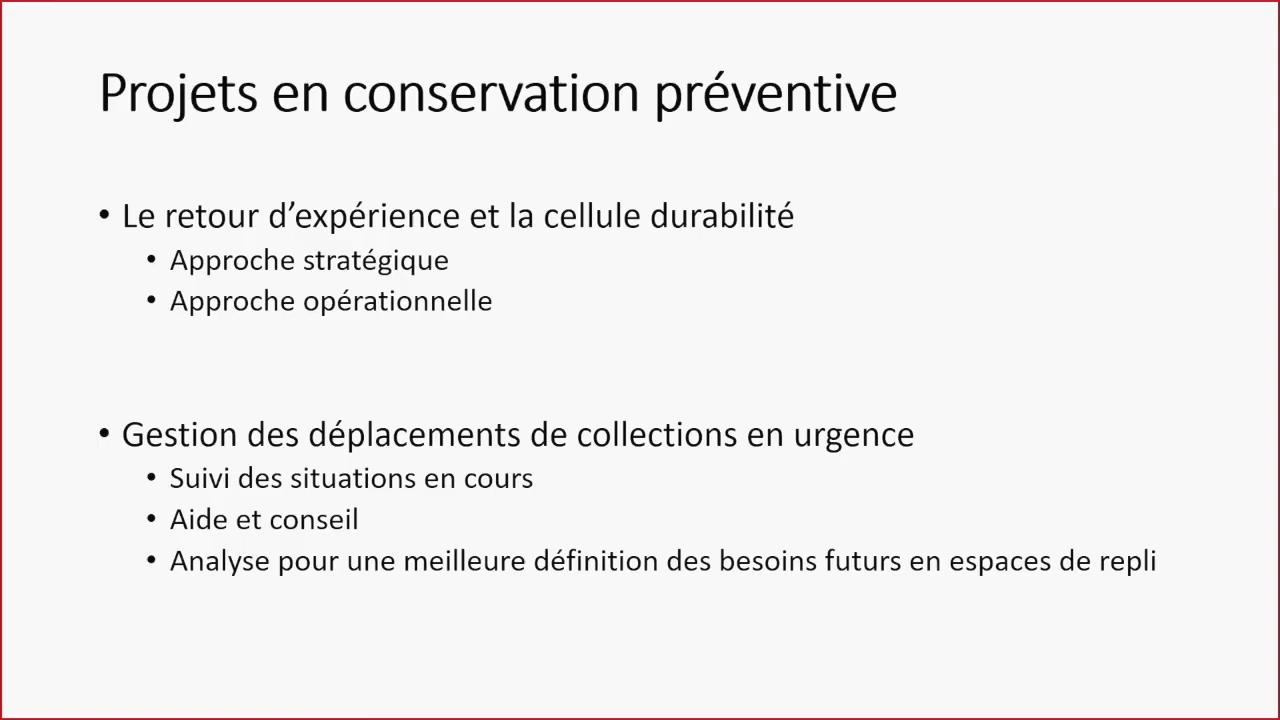 Projets en conservation préventive
• Le retour d’expérience et la cellule durabilité
• Approche stratégique
• Approche opérationnelle
• Gestion des déplacements de collections en urgence
• Suivi des situations en cours
• Aide et conseil
• Analyse pour une meilleure définition des besoins futurs en espaces de repli